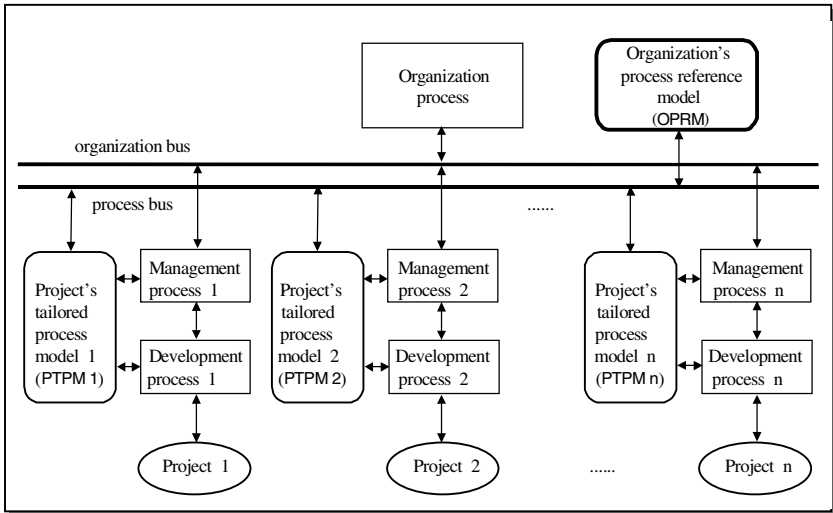 Organization
process
Organization's
process reference
model
(OPRM)
organization bus
process bus
......
Project's
tailored
process
model 1
(PTPM 1)
Management
process 1
Development
process 1
Project 1
Project's
tailored
process
model 2
(PTPM 2)
Management
process 2
Development
process 2
Project 2
......
Project's
tailored
process
model n
(PTPM n)
Management
process n
Development
process n
Project n